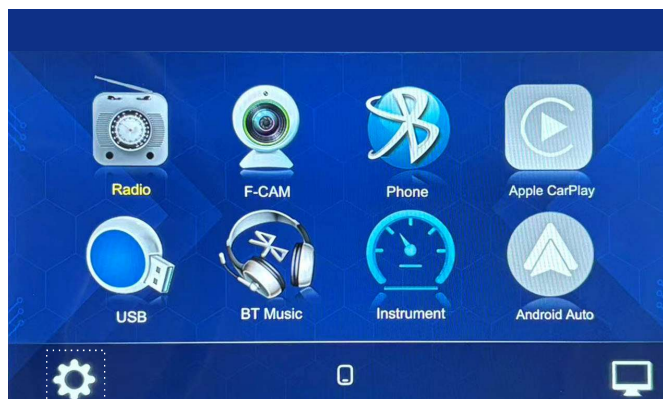 Radio
F-CAM
Phone
Apple CarPlay
USB
BT Music
Instrument
Android Auto